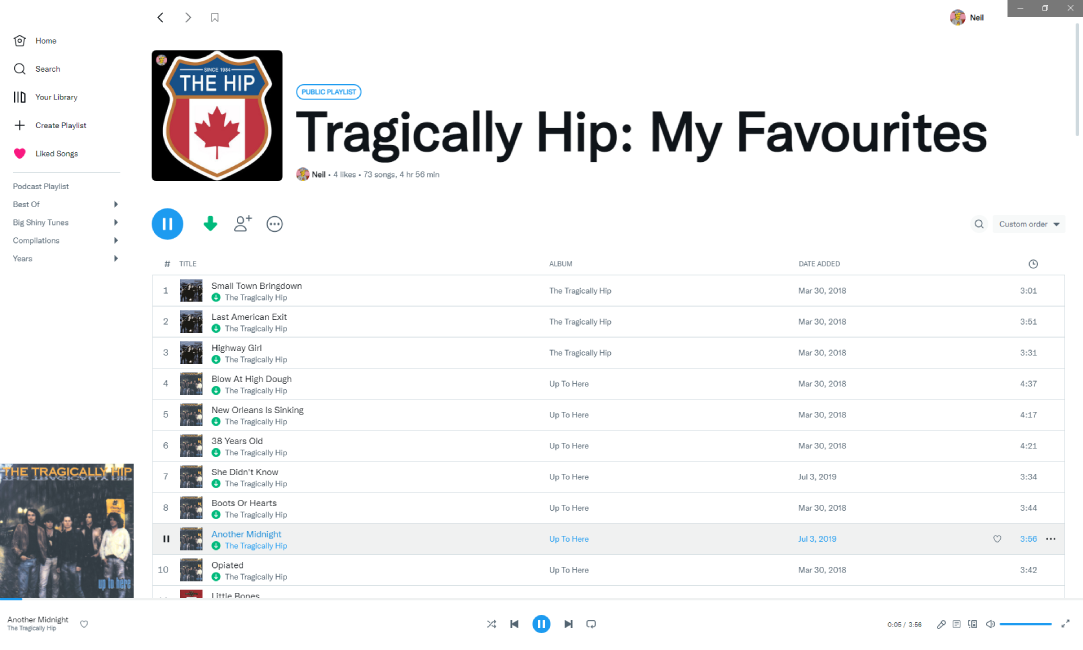 Neil
Home
Search
Your Library
Create Playlist
Liked Songs
Podcast Playlist
Best Of
Big Shiny Tunes
Compilations
Years
SINCE 1984
THE HIP
PUBLIC PLAYLIST
Tragically Hip: My Favourites
Neil • 4 likes • 73 songs, 4 hr 56 min
Custom order
# TITLE ALBUM DATE ADDED
1 Small Town Bringdown The Tragically Hip The Tragically Hip Mar 30, 2018 3:01
2 Last American Exit The Tragically Hip The Tragically Hip Mar 30, 2018 3:51
3 Highway Girl The Tragically Hip The Tragically Hip Mar 30, 2018 3:31
4 Blow At High Dough The Tragically Hip Up To Here Mar 30, 2018 4:37
5 New Orleans Is Sinking The Tragically Hip Up To Here Mar 30, 2018 4:17
6 38 Years Old The Tragically Hip Up To Here Mar 30, 2018 4:21
7 She Didn't Know The Tragically Hip Up To Here Jul 3, 2019 3:34
8 Boots Or Hearts The Tragically Hip Up To Here Mar 30, 2018 3:44
Another Midnight The Tragically Hip Up To Here Jul 3, 2019 3:56
10 Opiated The Tragically Hip Up To Here Mar 30, 2018 3:42
Little Bones
THE TRAGICALLY HIP
up to here
Another Midnight
The Tragically Hip
0:05 / 3:56